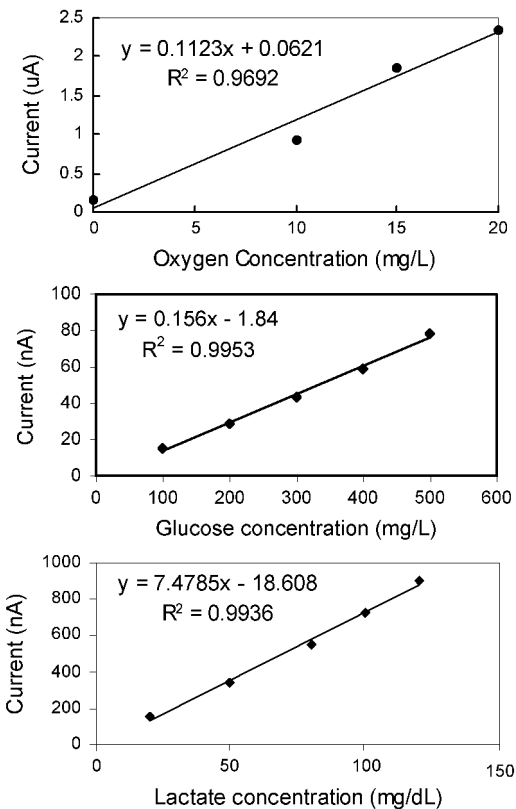 2.5
2
1.5
1
0.5
0
Current (uA)
y = 0.1123x + 0.0621
R² = 0.9692
0 5 10 15 20
Oxygen Concentration (mg/L)
100
80
60
40
20
0
Current (nA)
y = 0.156x - 1.84
R² = 0.9953
0 100 200 300 400 500 600
Glucose concentration (mg/L)
1000
800
600
400
200
0
Current (nA)
y = 7.4785x - 18.608
R² = 0.9936
0 50 100 150
Lactate concentration (mg/dL)